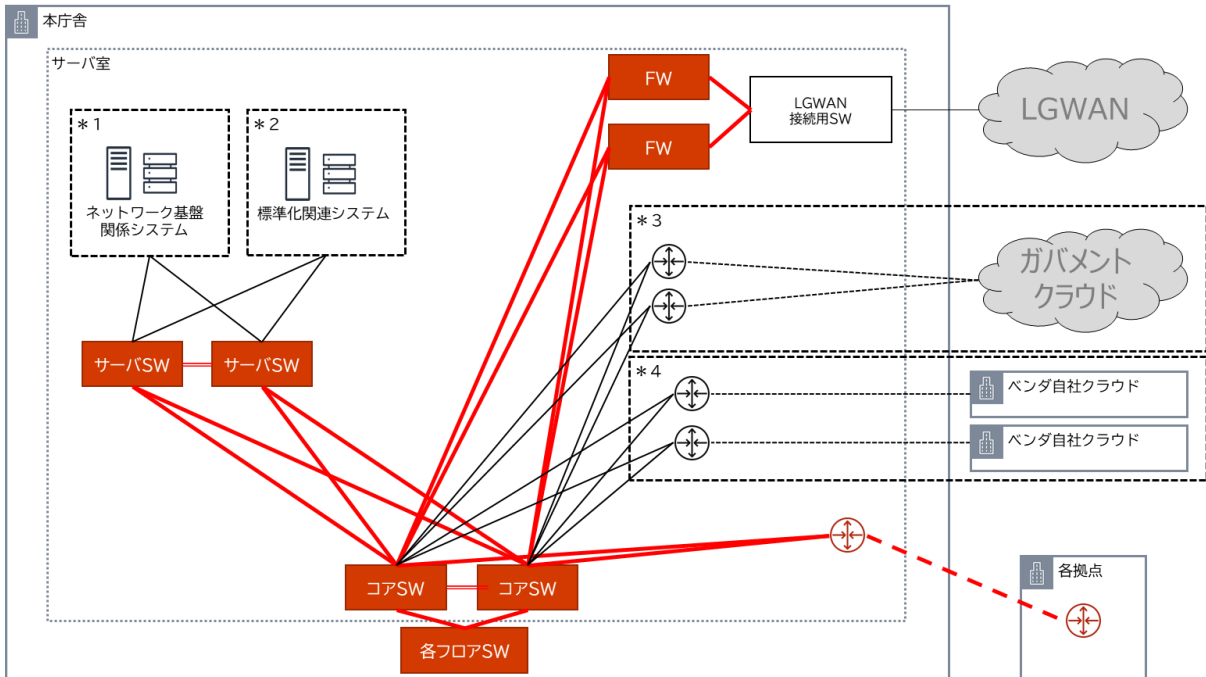 本庁舎
サーバ室
FW
FW
LGWAN
接続用SW
LGWAN
*1
ネットワーク基盤
関係システム
*2
標準化関連システム
*3
ガバメント
クラウド
サーバSW
サーバSW
*4
ベンダ自社クラウド
ベンダ自社クラウド
コアSW
コアSW
各フロアSW
各拠点